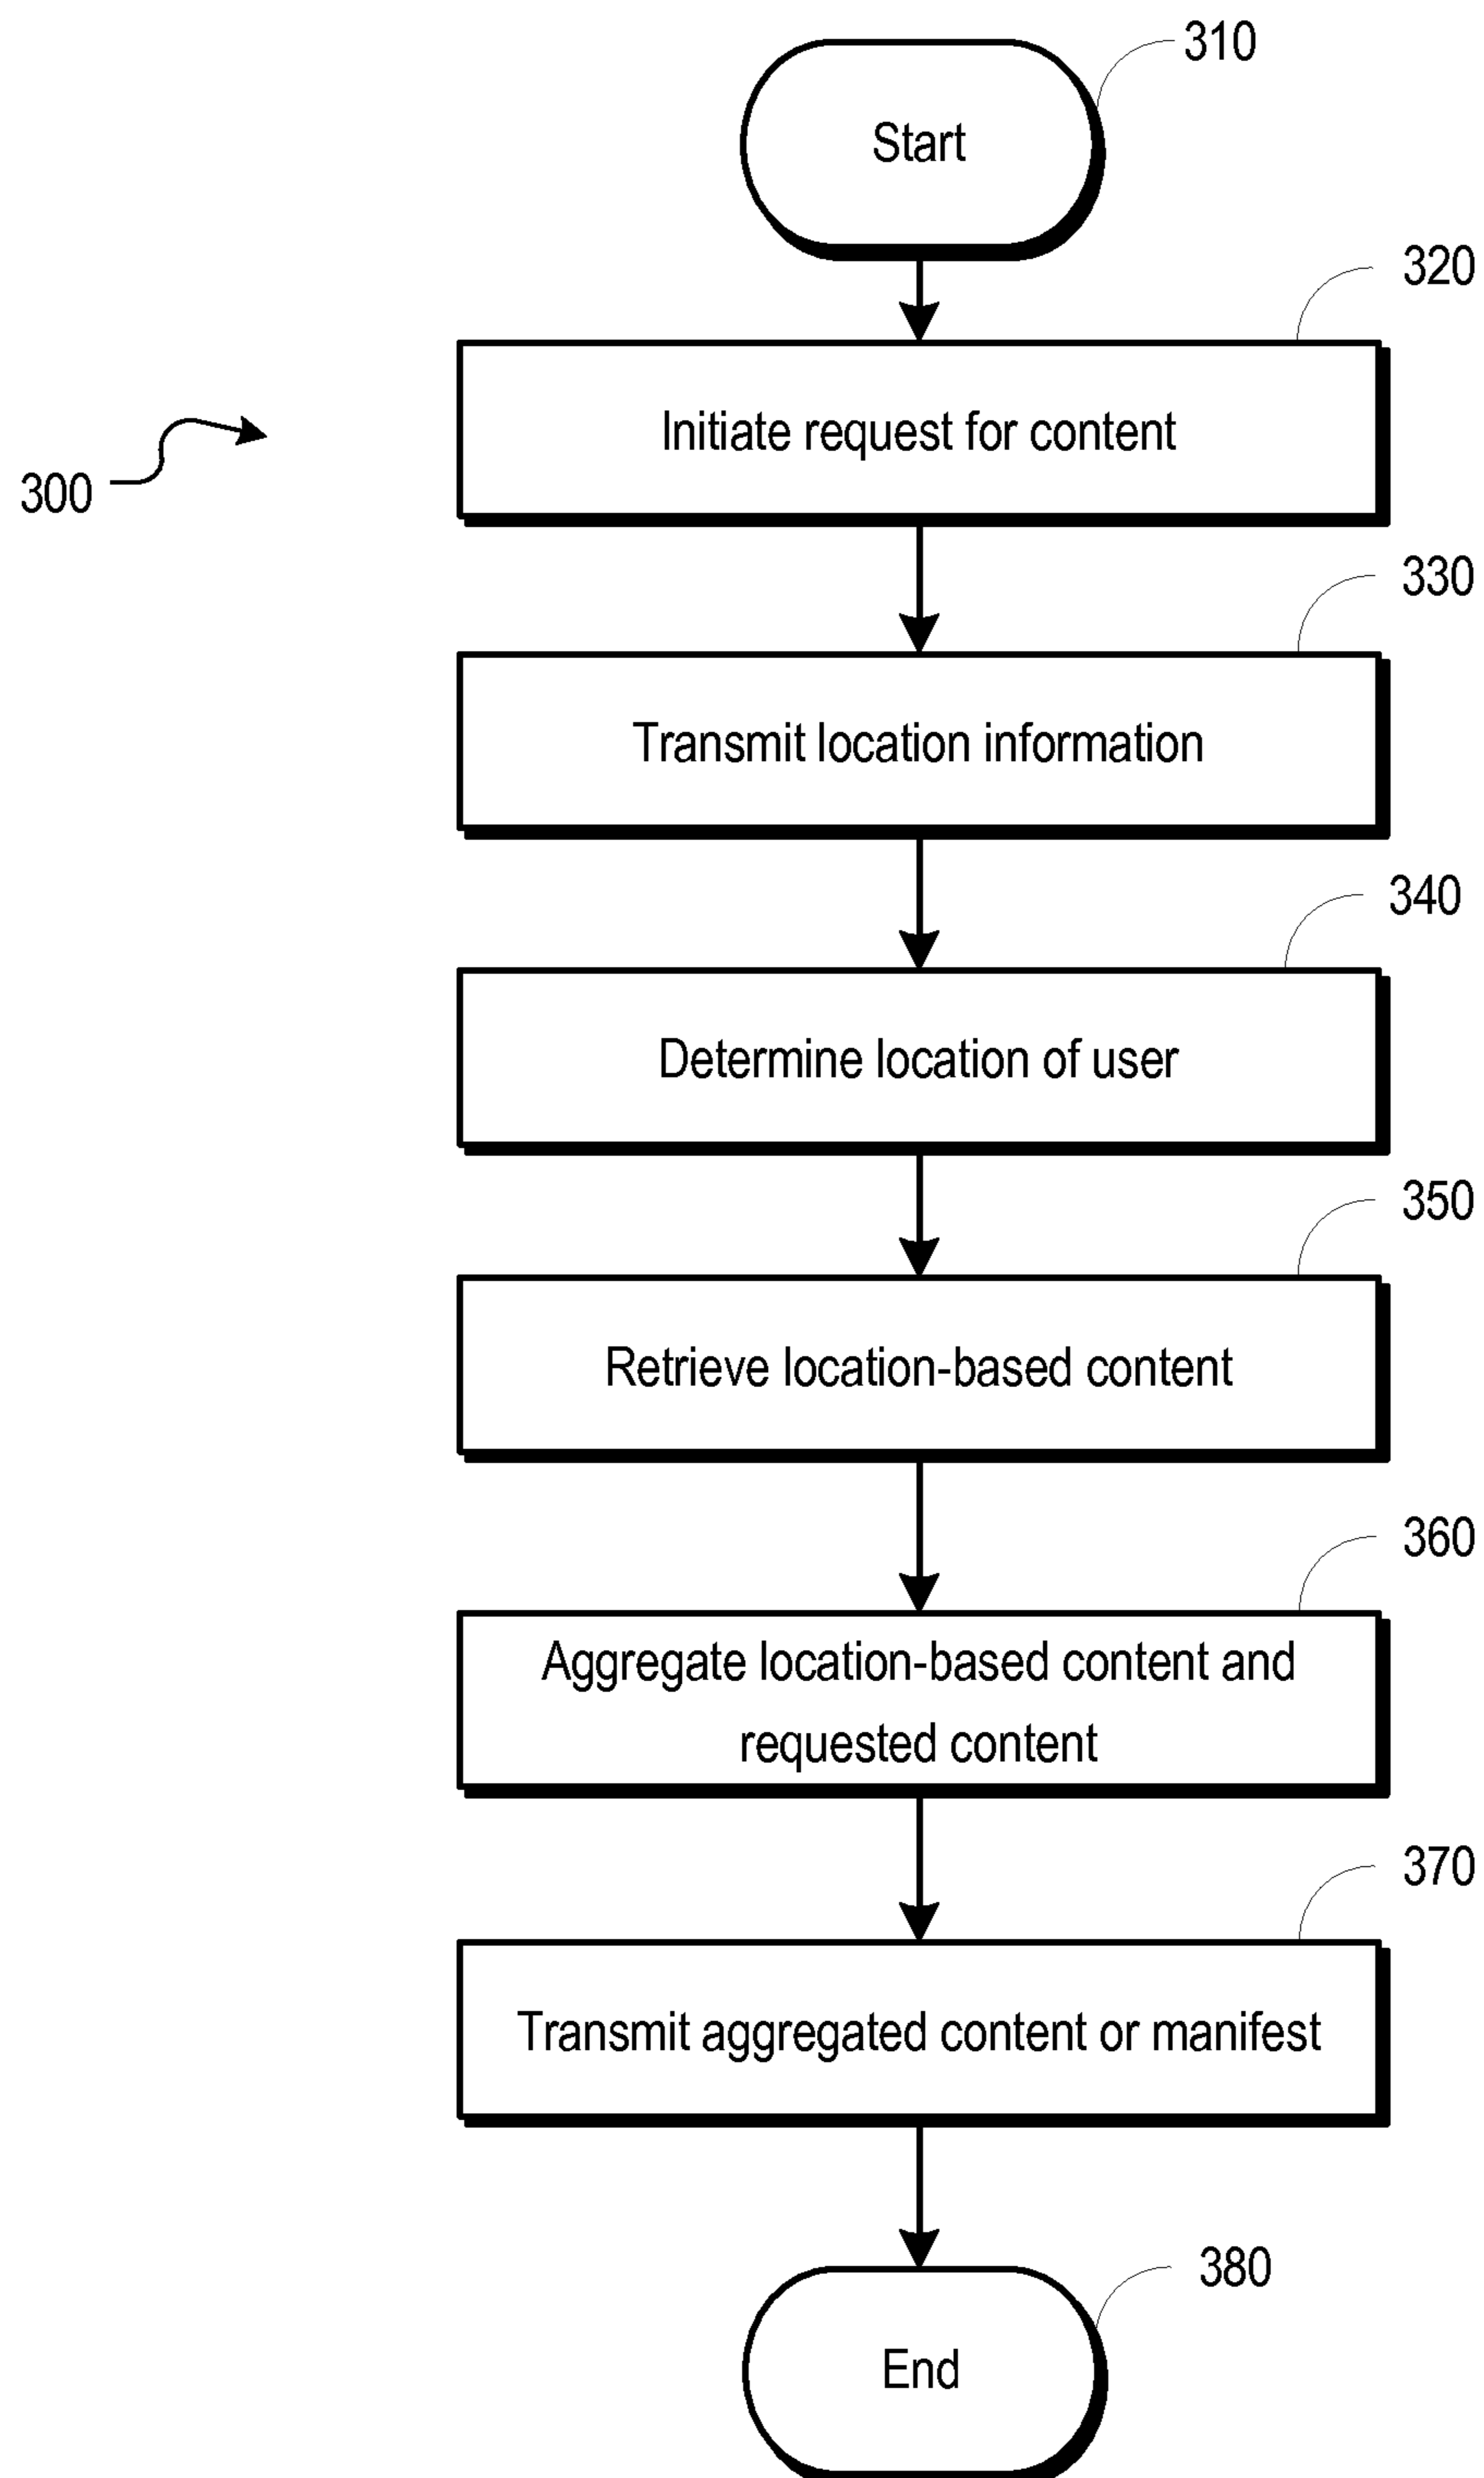 310
Start
320
Initiate request for content
300
330
Transmit location information
340
Determine location of user
350
Retrieve location-based content
360
Aggregate location-based content and
requested content
370
Transmit aggregated content or manifest
380
End